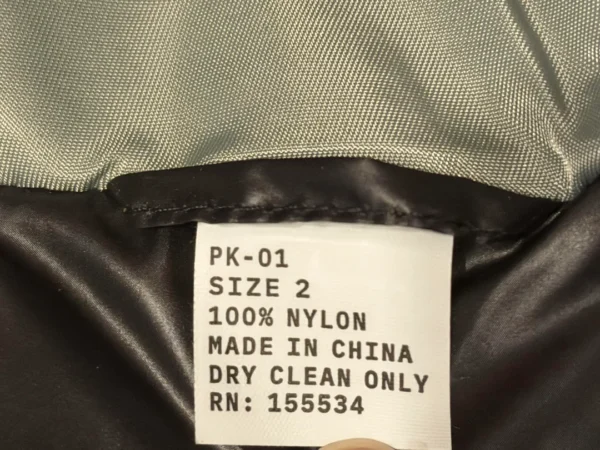 PK-01
SIZE 2
100% NYLON
MADE IN CHINA
DRY CLEAN ONLY
RN: 155534